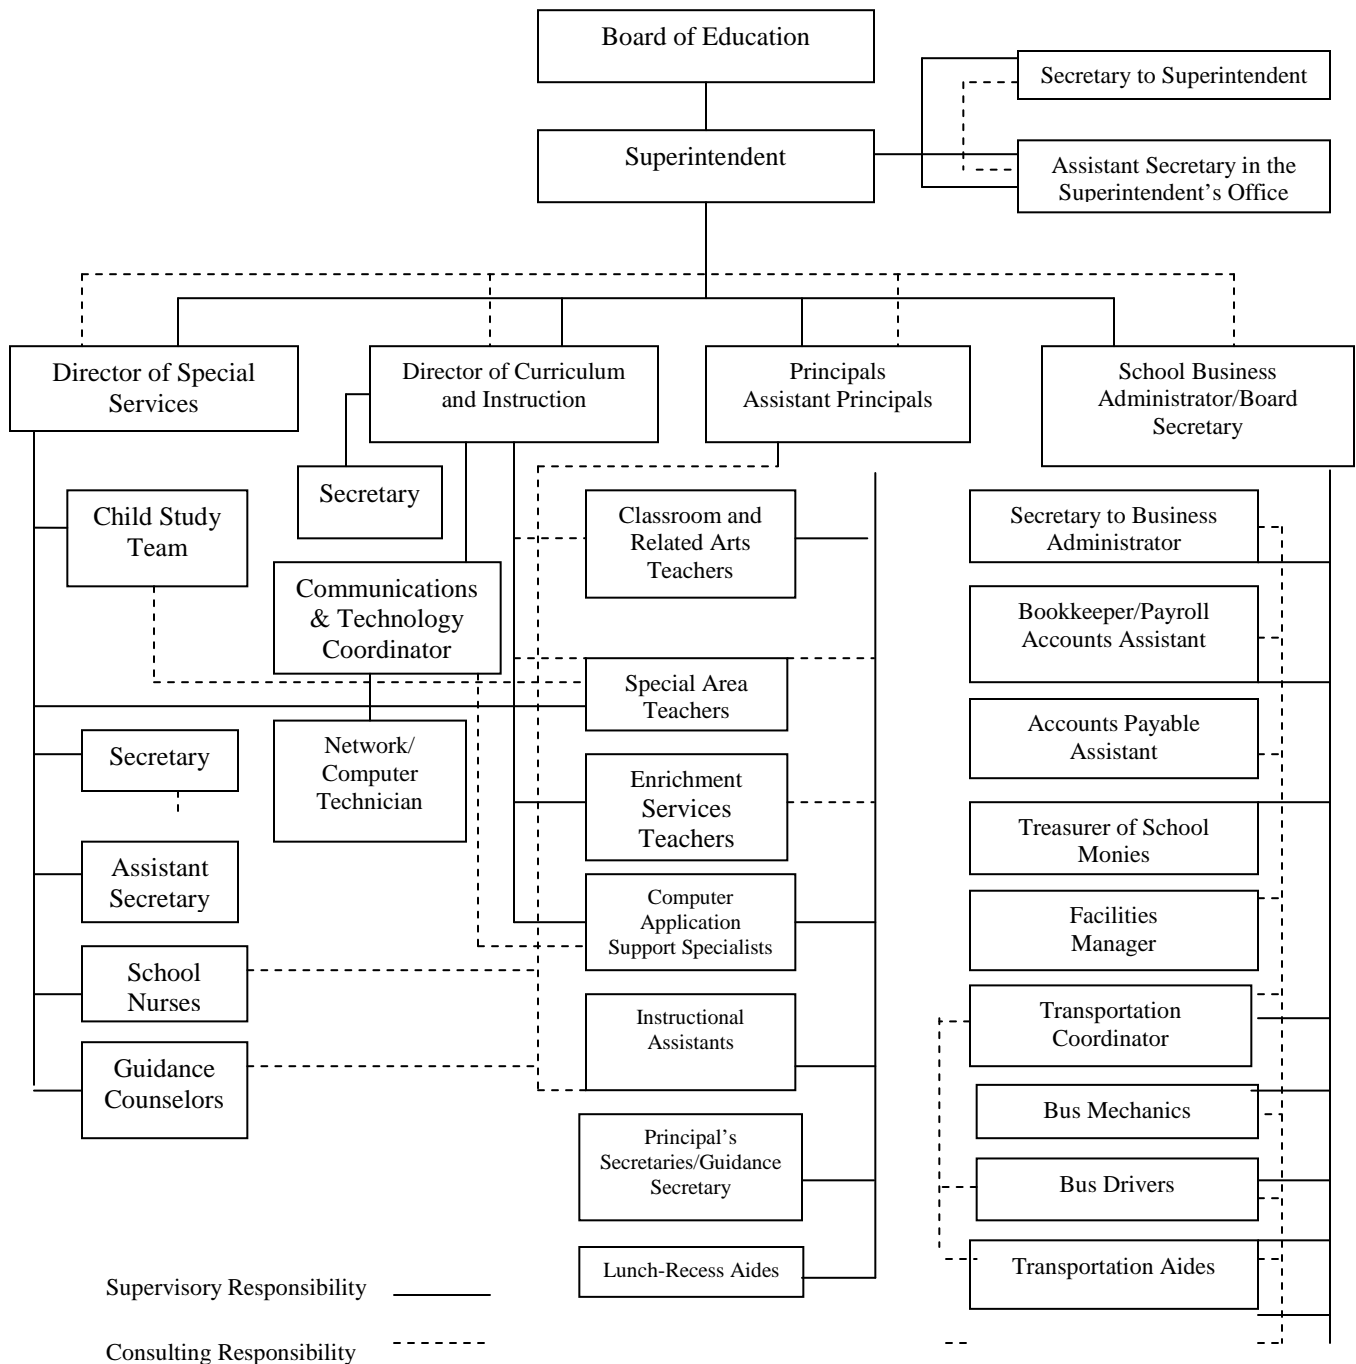 Board of Education
Secretary to Superintendent
Superintendent
Assistant Secretary in the
Superintendent's Office
Director of Special
Services
Director of Curriculum
and Instruction
Principals
Assistant Principals
School Business
Administrator/Board
Secretary
Secretary
Child Study
Team
Classroom and
Related Arts
Teachers
Secretary to Business
Administrator
Communications
& Technology
Coordinator
Bookkeeper/Payroll
Accounts Assistant
Special Area
Teachers
Accounts Payable
Assistant
Secretary
Network/
Computer
Technician
Enrichment
Services
Teachers
Treasurer of School
Monies
Assistant
Secretary
Computer
Application
Support Specialists
Facilities
Manager
School
Nurses
Instructional
Assistants
Transportation
Coordinator
Guidance
Counselors
Bus Mechanics
Principal's
Secretaries/Guidance
Secretary
Bus Drivers
Lunch-Recess Aides
Transportation Aides
Supervisory Responsibility
Consulting Responsibility